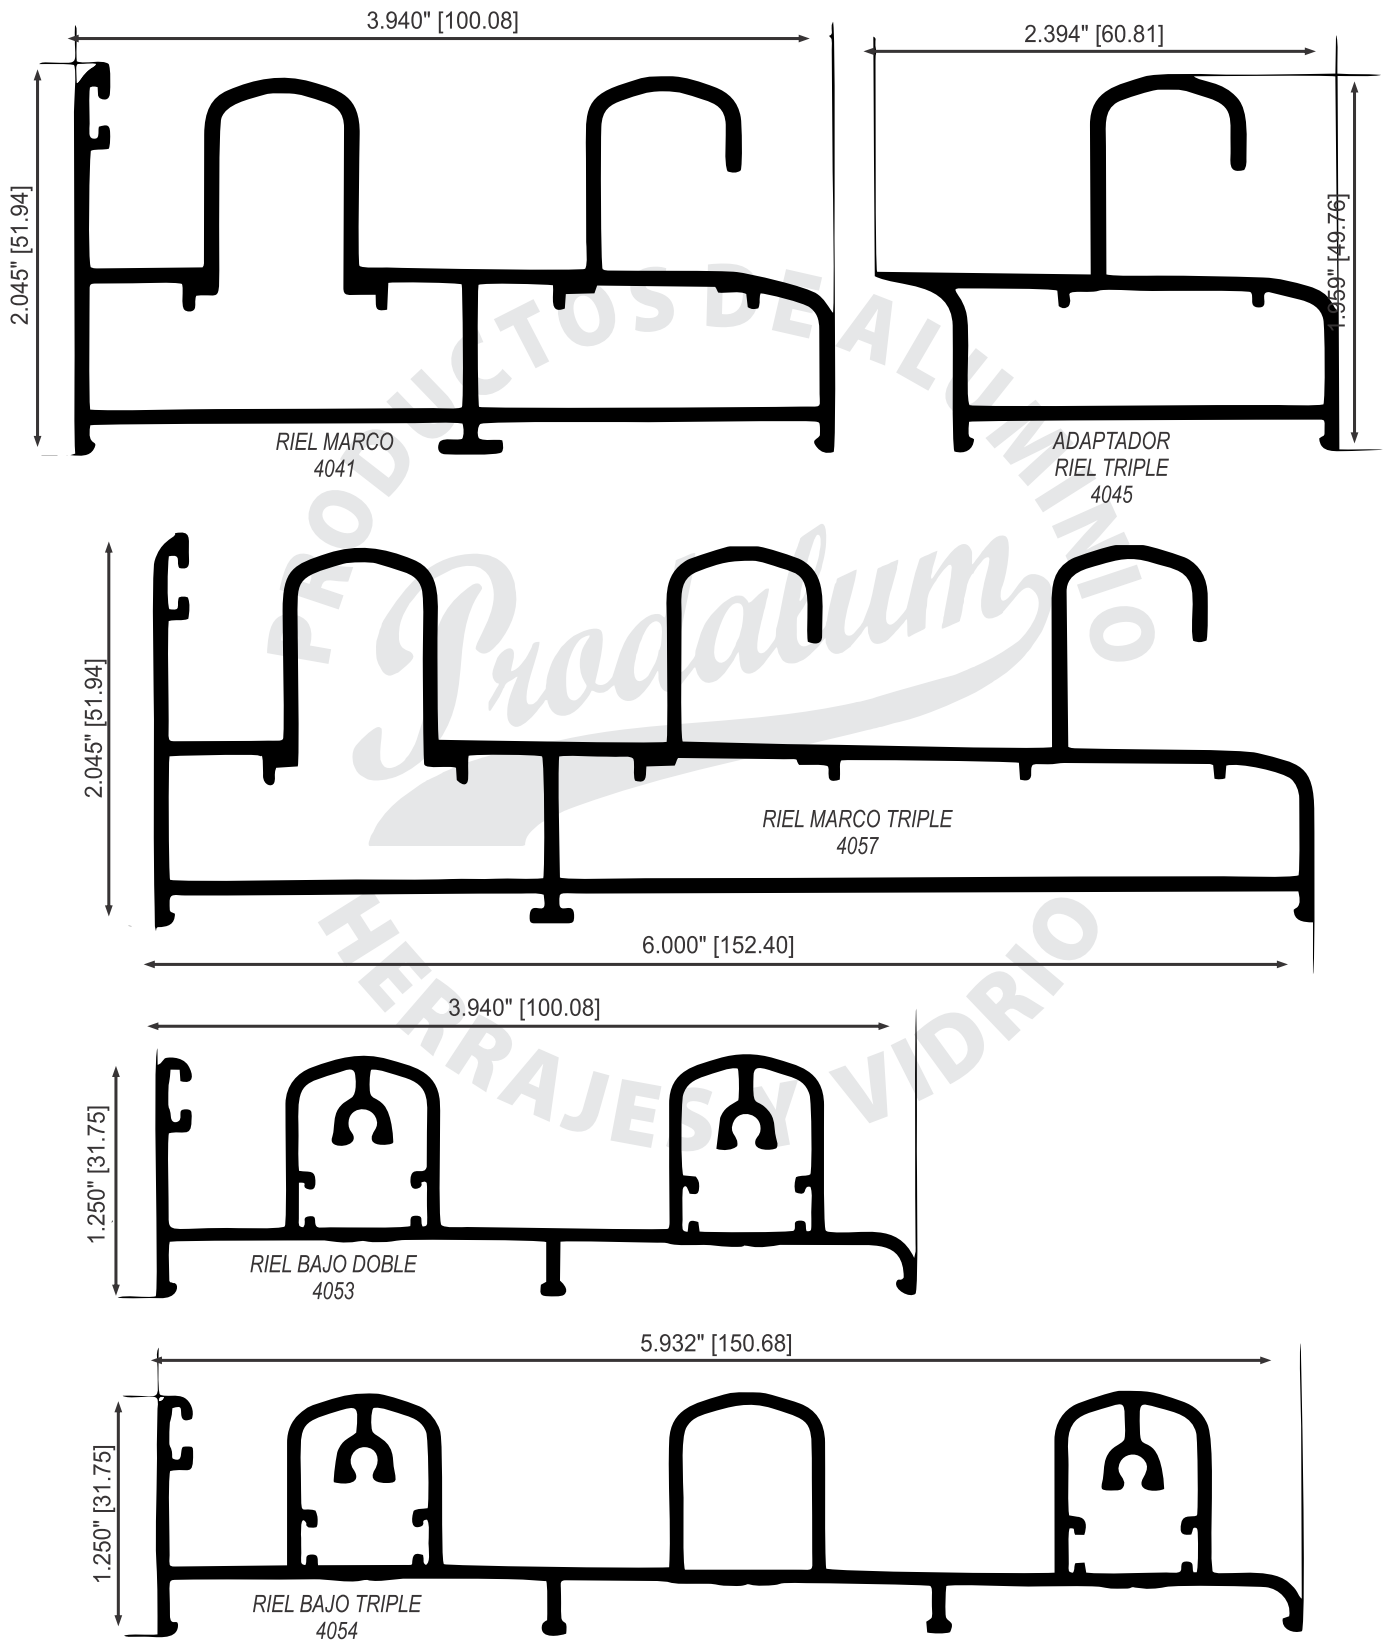 3.940" [100.08]
2.394" [60.81]
2.045" [51.94]
1.959" [49.76]
RIEL MARCO
4041
ADAPTADOR
RIEL TRIPLE
4045
PRODUCTOS DE ALUMINIO
Prodalum
HERRAJES Y VIDRIO
2.045" [51.94]
RIEL MARCO TRIPLE
4057
6.000" [152.40]
3.940" [100.08]
1.250" [31.75]
RIEL BAJO DOBLE
4053
5.932" [150.68]
1.250" [31.75]
RIEL BAJO TRIPLE
4054